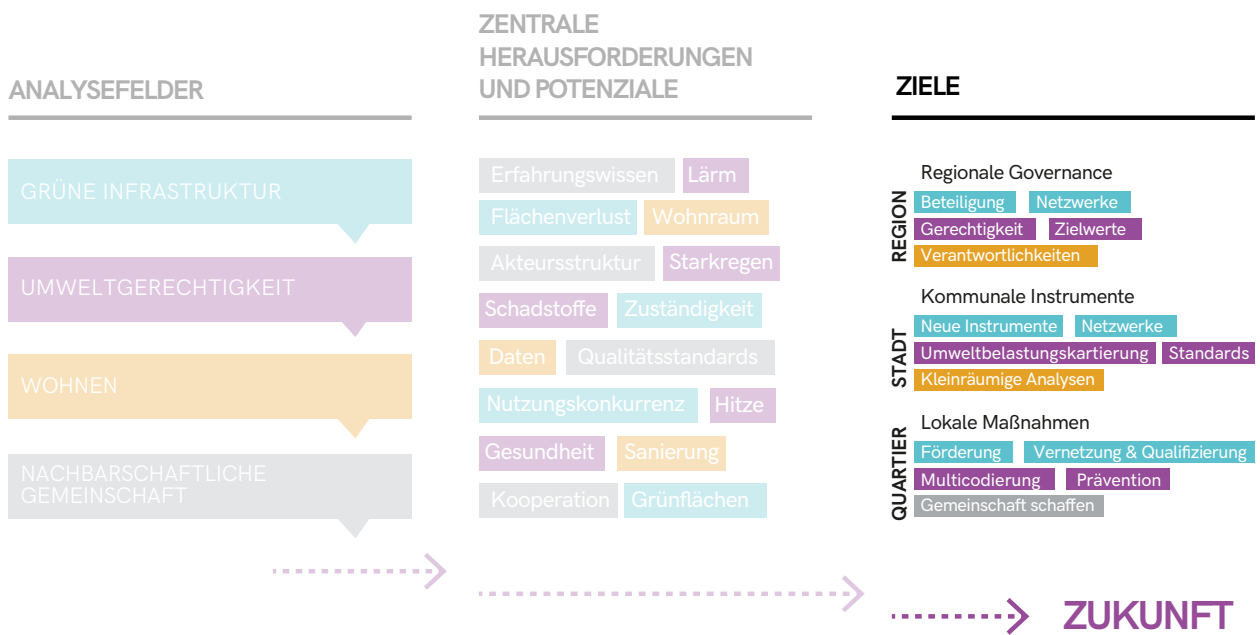 ANALYSEFELDER
GRÜNE INFRASTRUKTUR
UMWELTGERECHTIGKEIT
WOHNEN
NACHBARSCHAFTLICHE
GEMEINSCHAFT
ZENTRALE
HERAUSFORDERUNGEN
UND POTENZIALE
Erfahrungswissen Lärm
Flächenverlust Wohnraum
Akteursstruktur Starkregen
Schadstoffe Zuständigkeit
Daten Qualitätsstandards
Nutzungskonkurrenz Hitze
Gesundheit Sanierung
Kooperation Grünflächen
ZIELE
REGION
Regionale Governance
Beteiligung Netzwerke
Gerechtigkeit Zielwerte
Verantwortlichkeiten
STADT
Kommunale Instrumente
Neue Instrumente Netzwerke
Umweltbelastungskartierung Standards
Kleinräumige Analysen
QUARTIER
Lokale Maßnahmen
Förderung Vernetzung & Qualifizierung
Multicodierung Prävention
Gemeinschaft schaffen
ZUKUNFT